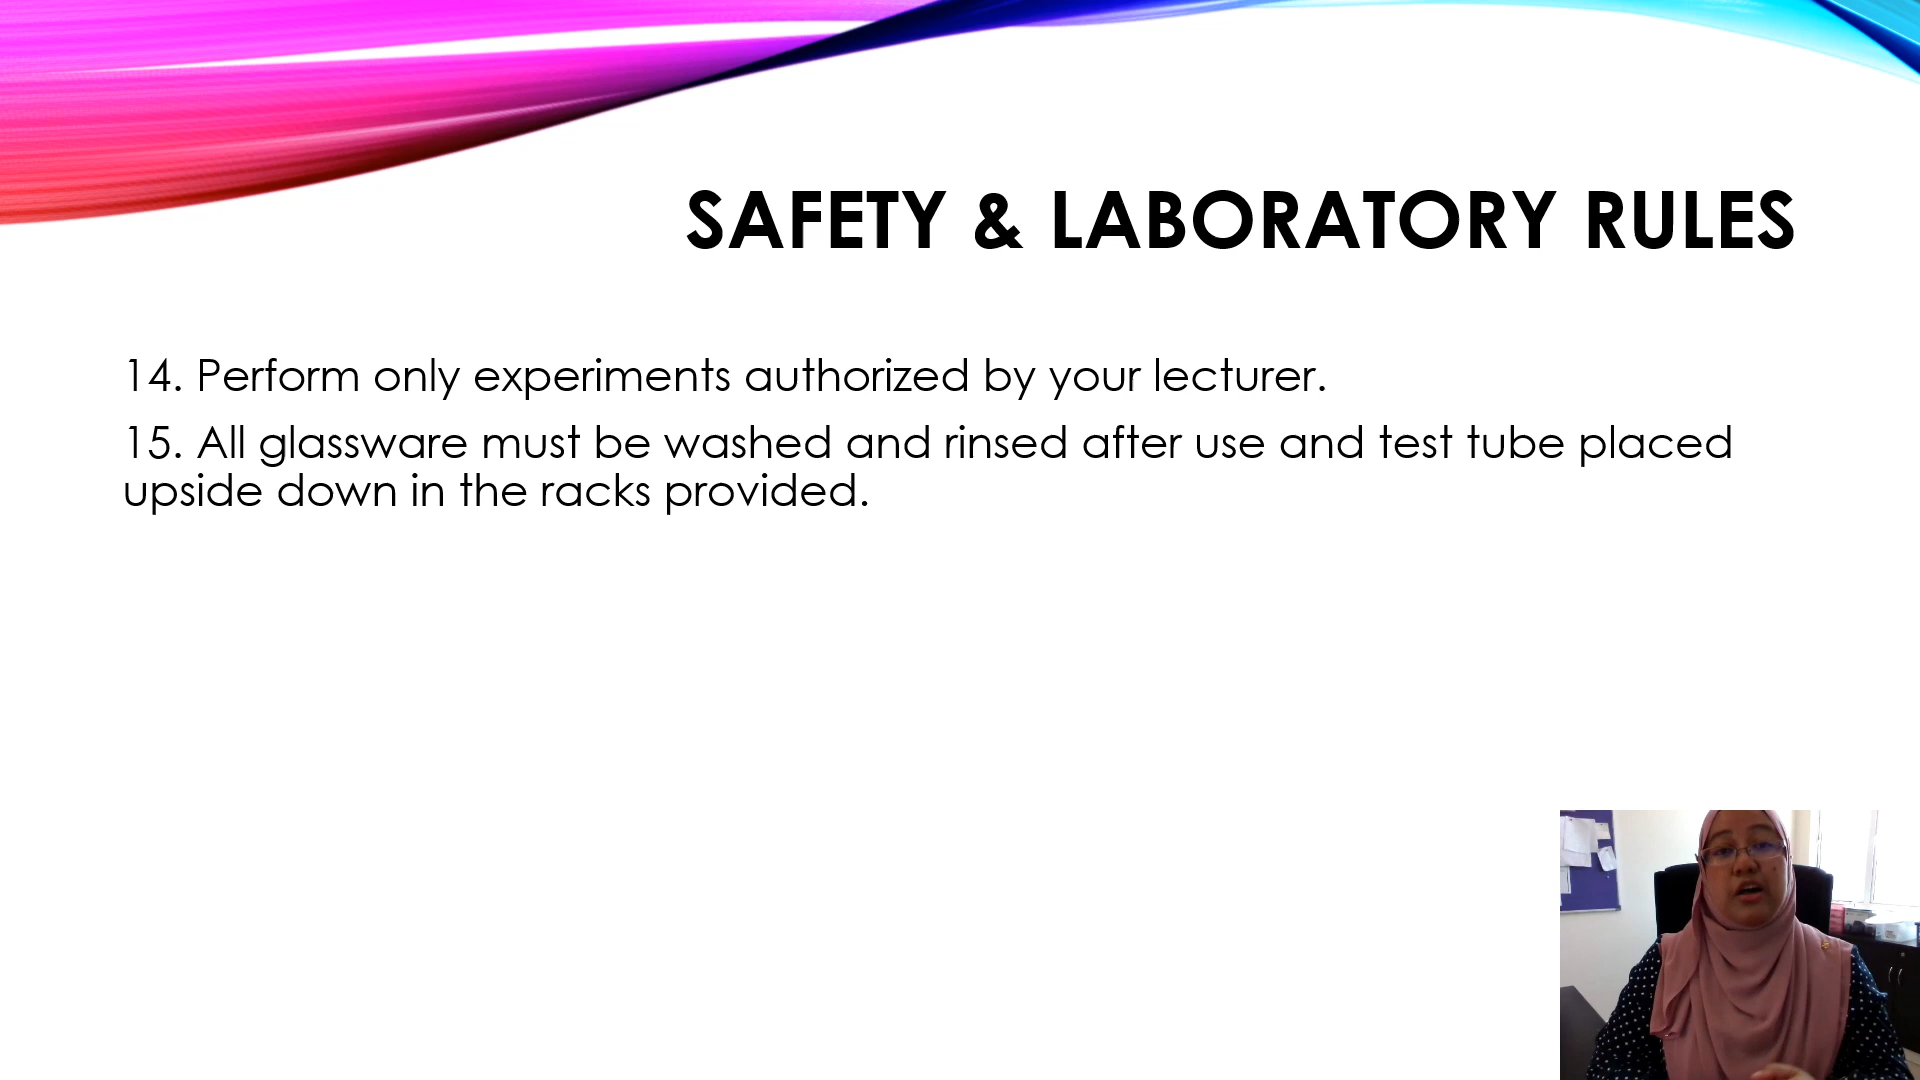 SAFETY & LABORATORY RULES
14. Perform only experiments authorized by your lecturer.
15. All glassware must be washed and rinsed after use and test tube placed
upside down in the racks provided.